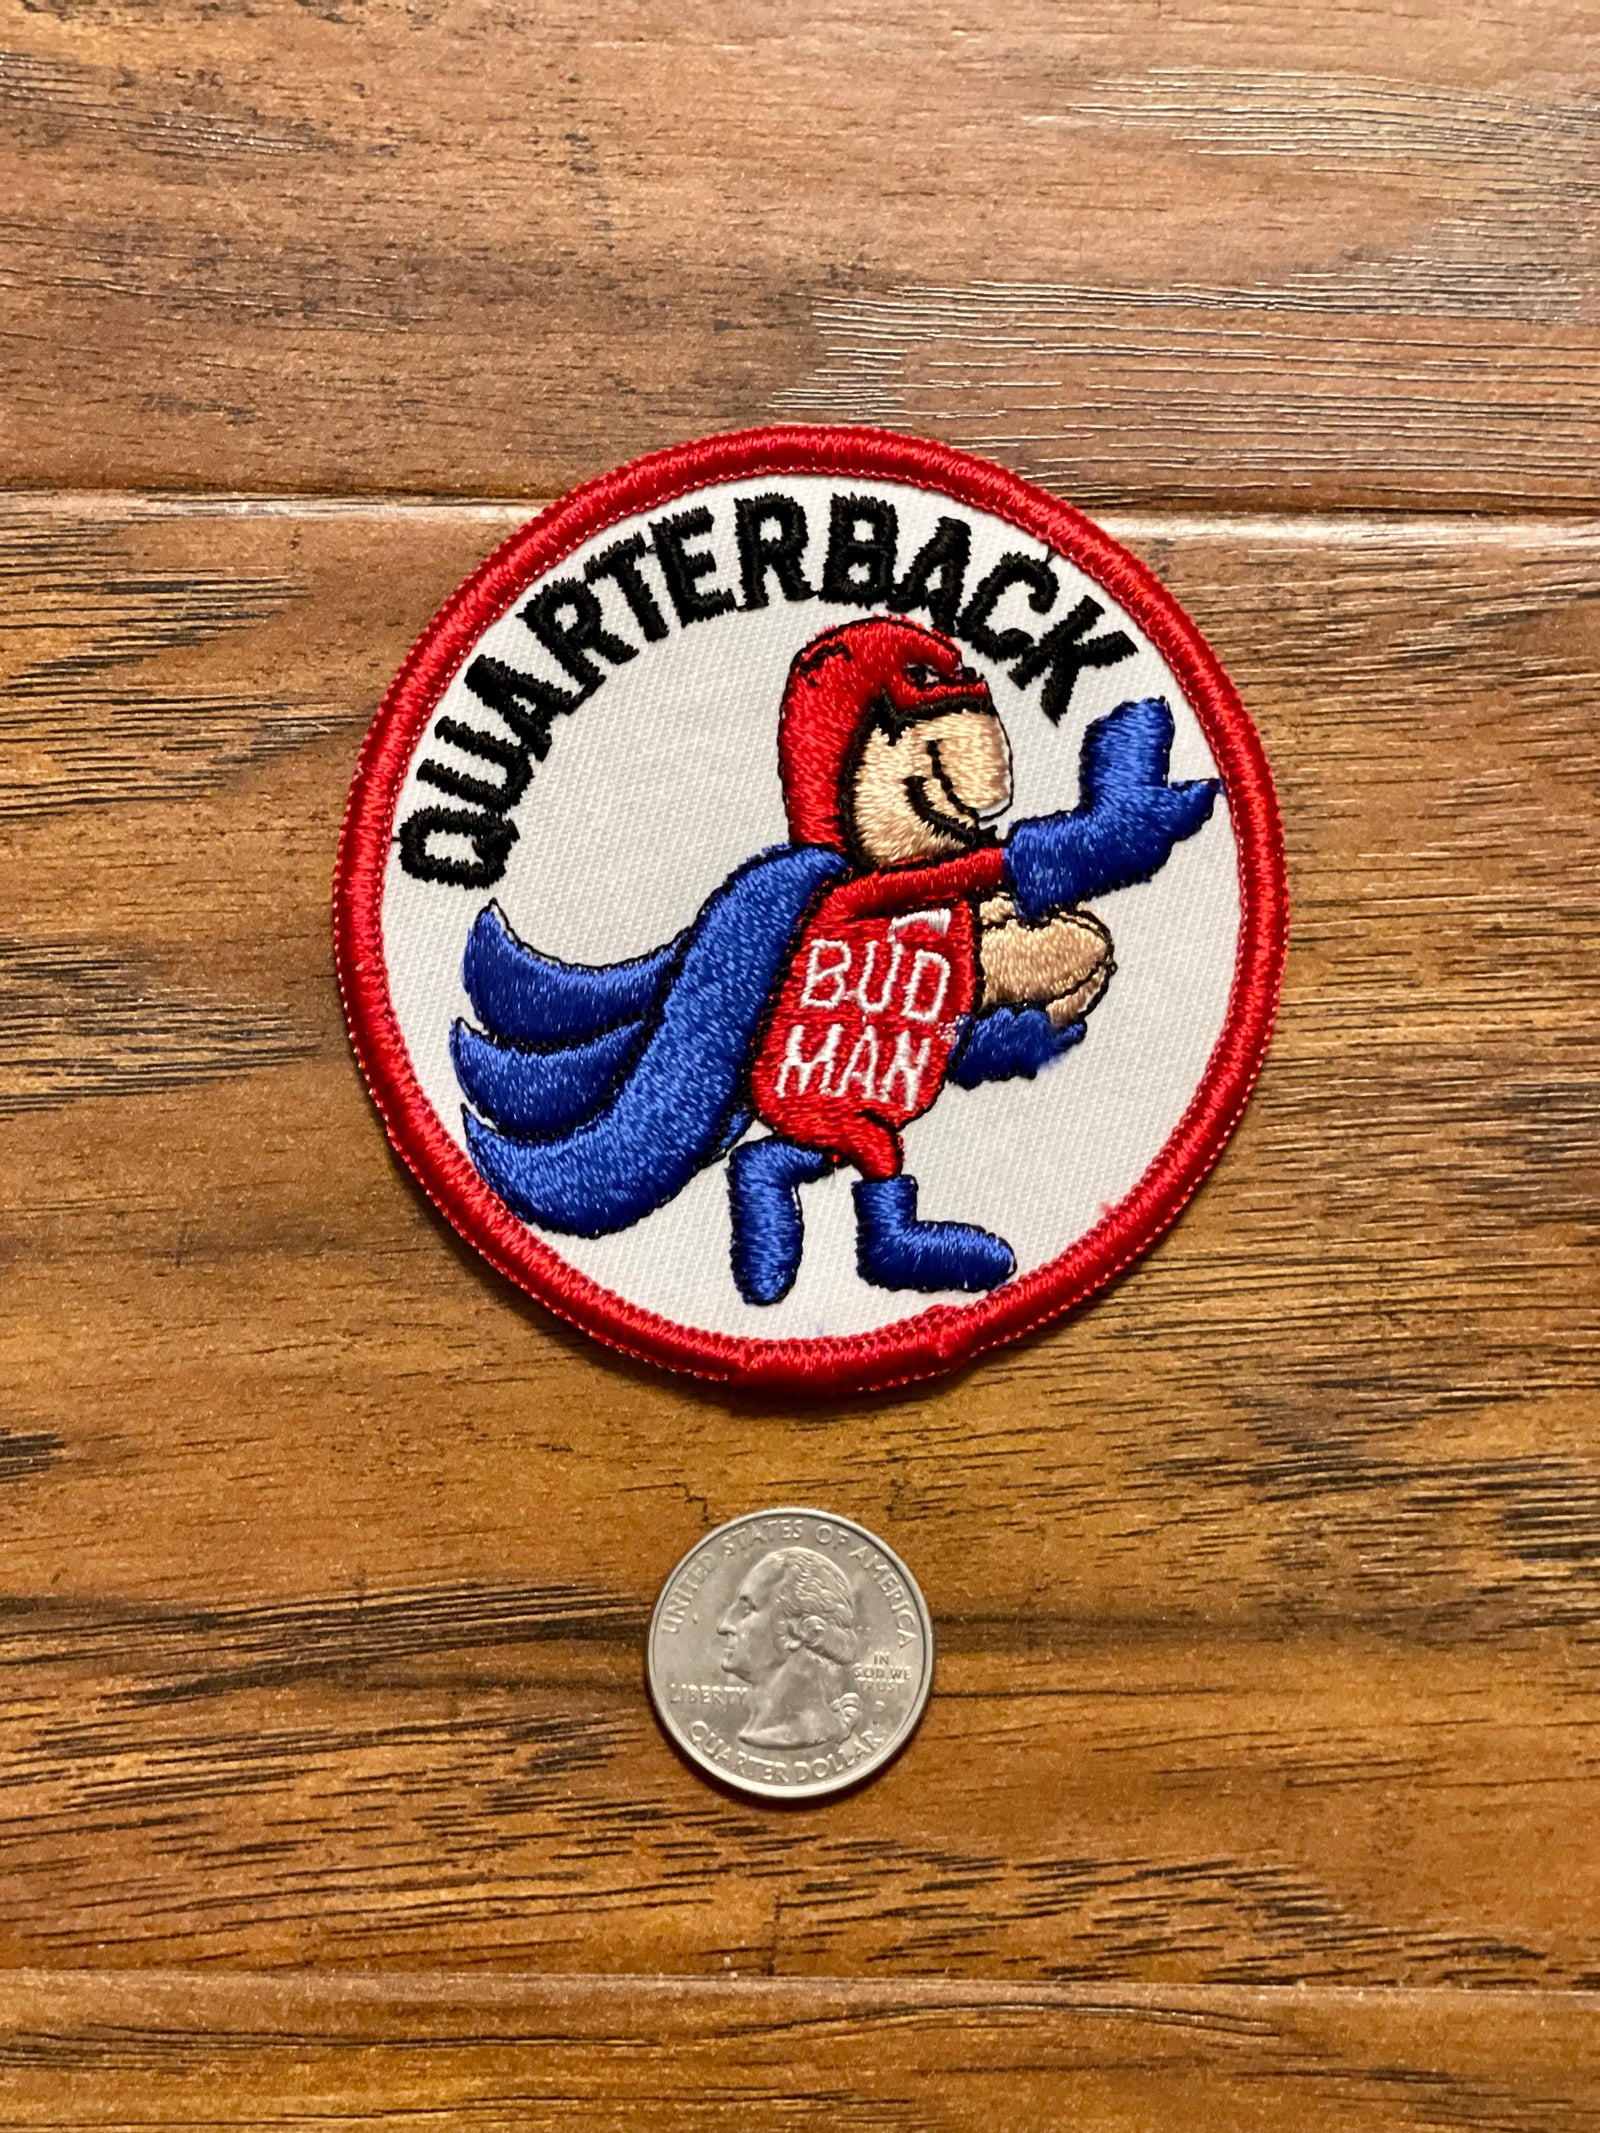 QUARTERBACK
BUD
MAN
UNITED STATES OF AMERICA
LIBERTY
IN
GOD WE
TRUST
D
QUARTER DOLLAR